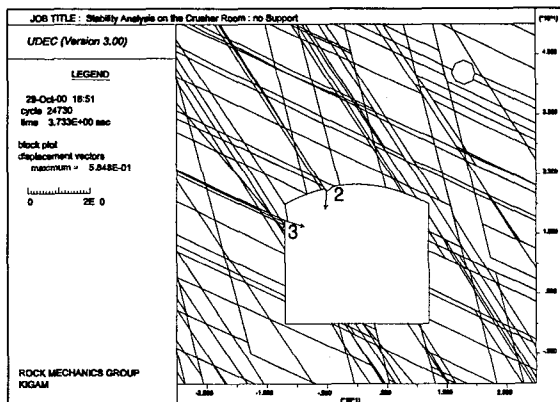 JOB TITLE : Stability Analysis on the Crusher Room : no Support
UDEC (Version 3.00)
LEGEND
29-Oct-00 16:51
cycle 24730
time 3.733E+00 sec
block plot
displacement vectors
maximum = 5.848E-01
0 2E 0
ROCK MECHANICS GROUP
KIGAM
2
3